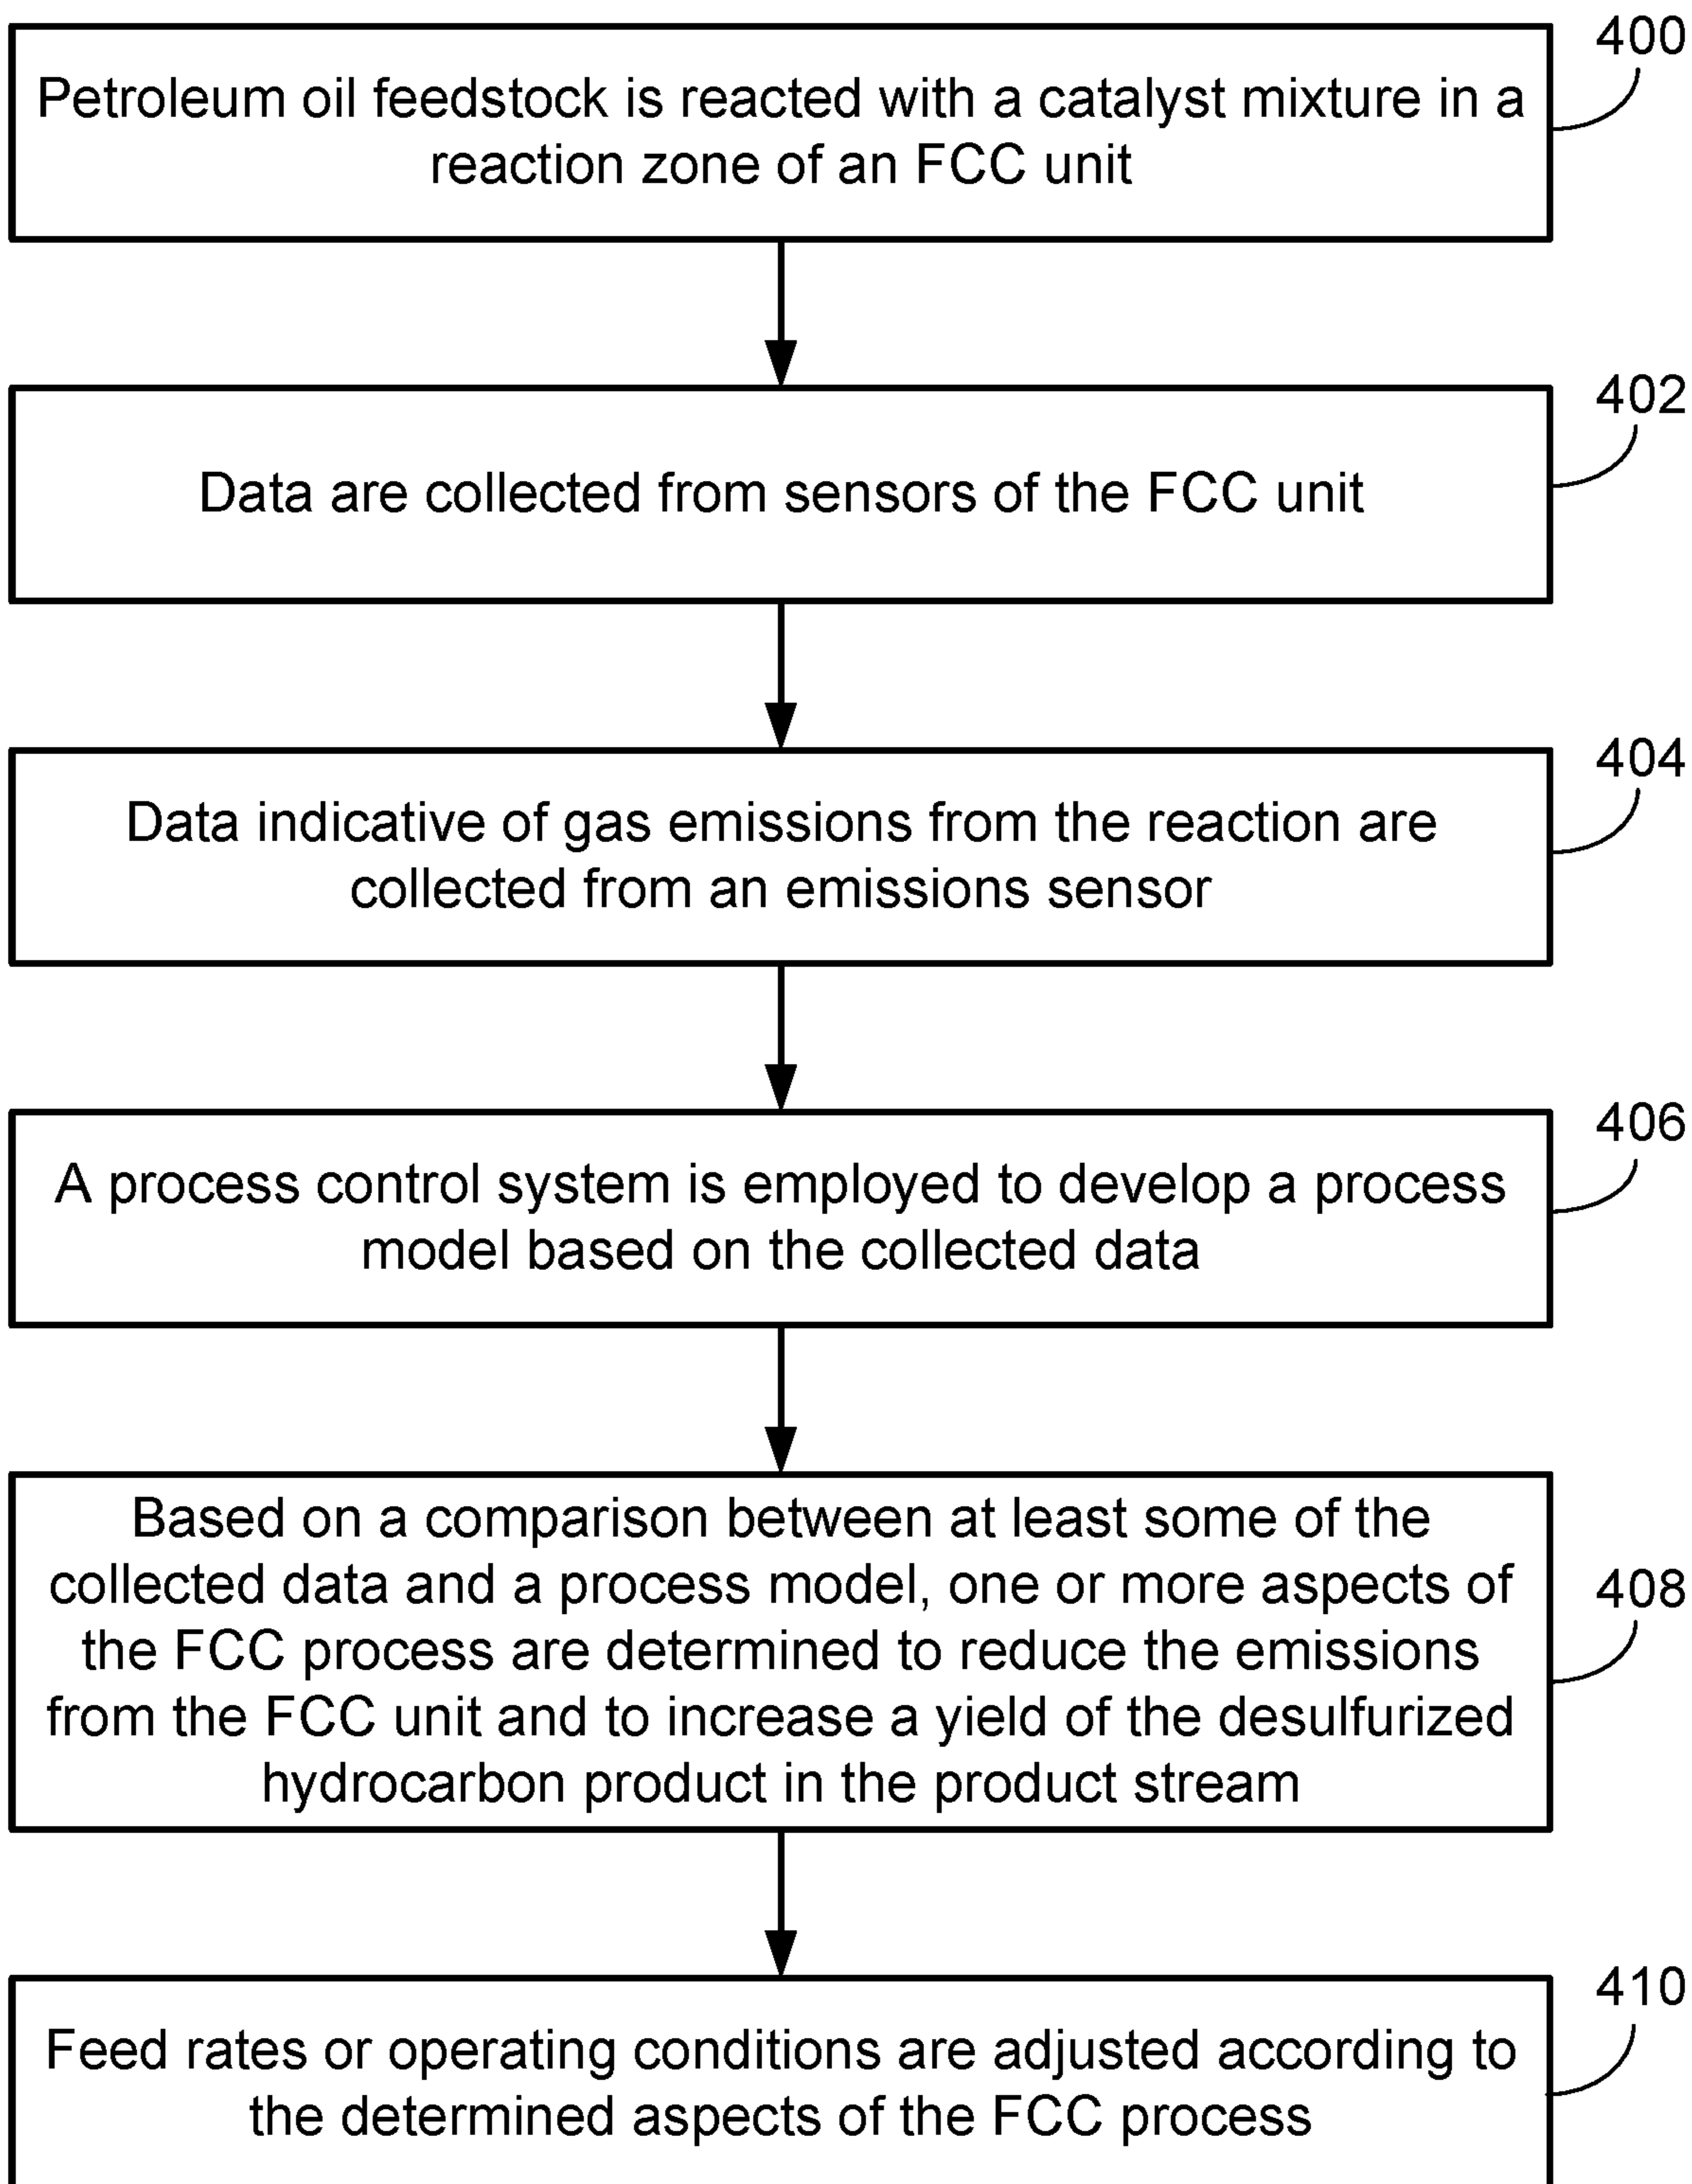 400
Petroleum oil feedstock is reacted with a catalyst mixture in a
reaction zone of an FCC unit
402
Data are collected from sensors of the FCC unit
404
Data indicative of gas emissions from the reaction are
collected from an emissions sensor
406
A process control system is employed to develop a process
model based on the collected data
Based on a comparison between at least some of the
collected data and a process model, one or more aspects of
408
the FCC process are determined to reduce the emissions
from the FCC unit and to increase a yield of the desulfurized
hydrocarbon product in the product stream
410
Feed rates or operating conditions are adjusted according to
the determined aspects of the FCC process